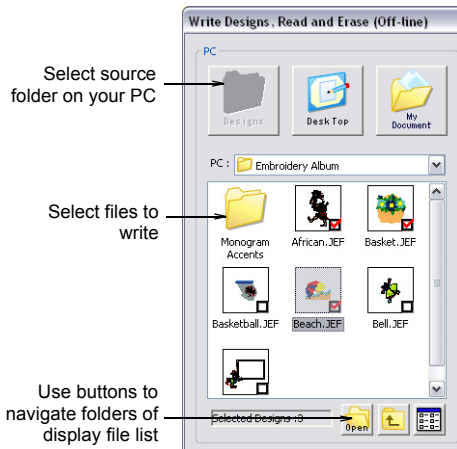 Write Designs, Read and Erase (Off-line)
PC
Select source
folder on your PC
Designs
Desk Top
My
Document
PC :
Embroidery Album
Select files to
write
Monogram
Accents
African.JEF
Basket.JEF
Basketball.JEF
Beach.JEF
Bell.JEF
Use buttons to
navigate folders of
display file list
Selected Designs :3
Open